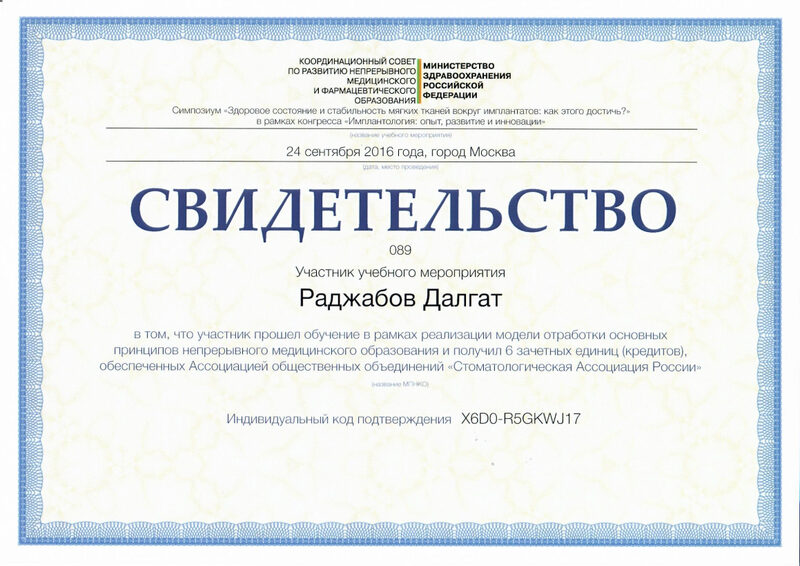 КООРДИНАЦИОННЫЙ СОВЕТ
ПО РАЗВИТИЮ НЕПРЕРЫВНОГО
МЕДИЦИНСКОГО
И ФАРМАЦЕВТИЧЕСКОГО
ОБРАЗОВАНИЯ
МИНИСТЕРСТВО
ЗДРАВООХРАНЕНИЯ
РОССИЙСКОЙ
ФЕДЕРАЦИИ
Симпозиум «Здоровое состояние и стабильность мягких тканей вокруг имплантатов: как этого достичь?»
в рамках конгресса «Имплантология: опыт, развитие и инновации»
(название учебного мероприятия)
24 сентября 2016 года, город Москва
(дата, место проведения)
СВИДЕТЕЛЬСТВО
089
Участник учебного мероприятия
Раджабов Далгат
в том, что участник прошел обучение в рамках реализации модели отработки основных
принципов непрерывного медицинского образования и получил 6 зачетных единиц (кредитов),
обеспеченных Ассоциацией общественных объединений «Стоматологическая Ассоциация России»
(название МПНКО)
Индивидуальный код подтверждения X6D0-R5GKWJ17